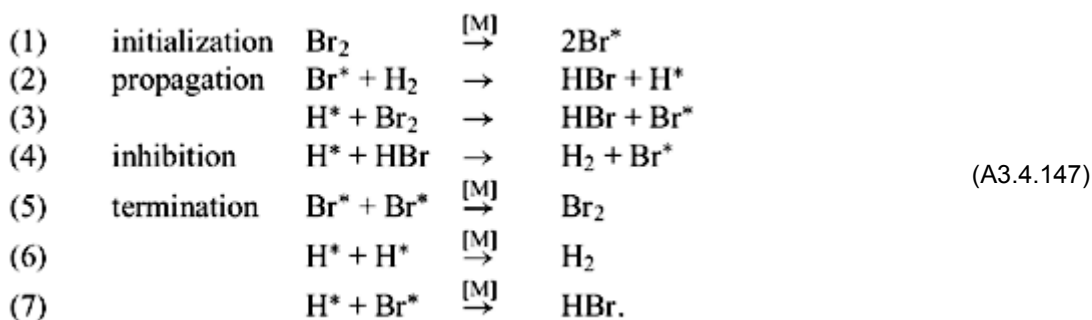 (1) initialization Br₂ [M] → 2Br*
(2) propagation Br* + H₂ → HBr + H*
(3) H* + Br₂ → HBr + Br*
(4) inhibition H* + HBr → H₂ + Br*
(A3.4.147)
(5) termination Br* + Br* [M] → Br₂
(6) H* + H* [M] → H₂
(7) H* + Br* [M] → HBr.